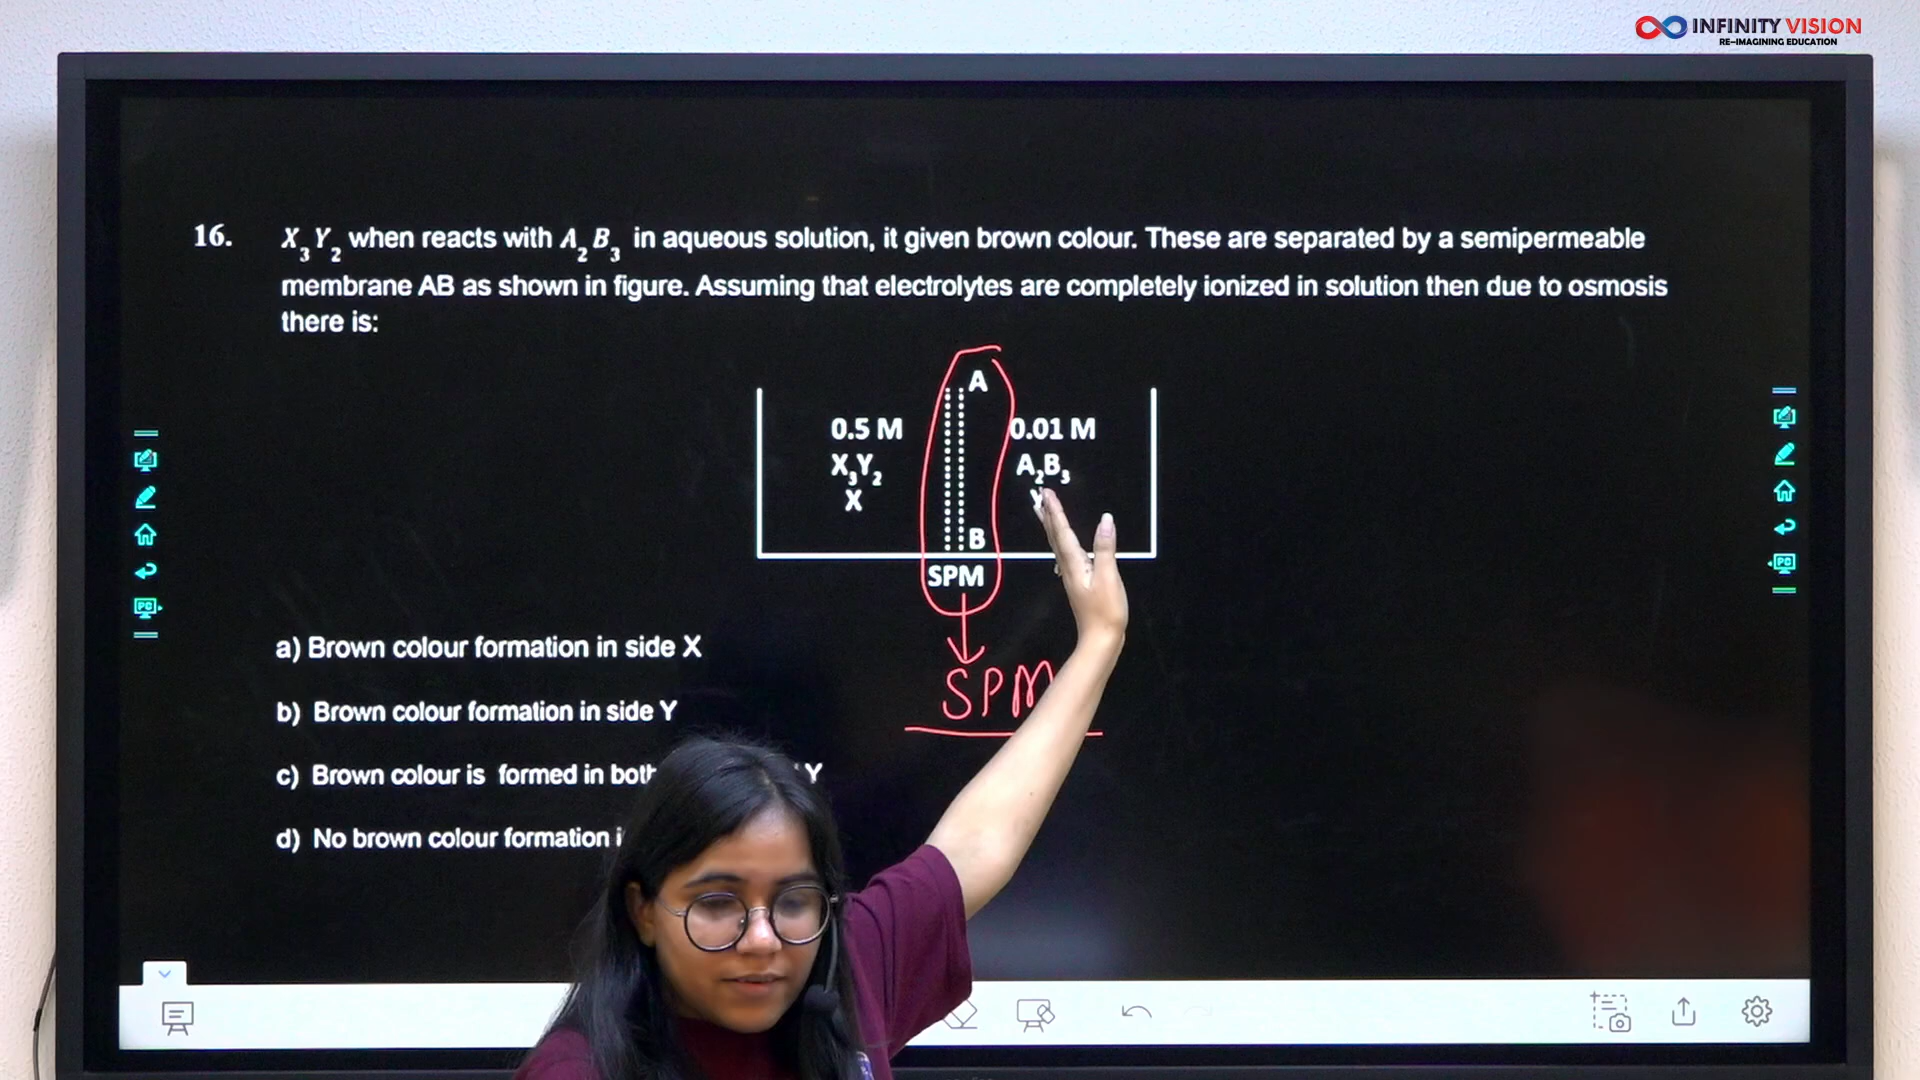 INFINITY VISION
RE-IMAGINING EDUCATION
16. X₃Y₂ when reacts with A₂B₃ in aqueous solution, it given brown colour. These are separated by a semipermeable
membrane AB as shown in figure. Assuming that electrolytes are completely ionized in solution then due to osmosis
there is:
A
0.5 M 0.01 M
X₃Y₂ A₂B₃
X
B
SPM
SPM
a) Brown colour formation in side X
b) Brown colour formation in side Y
c) Brown colour is formed in both Y
d) No brown colour formation
PC
PC